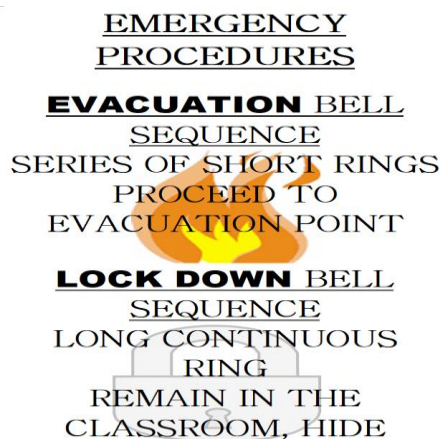 EMERGENCY
PROCEDURES
EVACUATION BELL
SEQUENCE
SERIES OF SHORT RINGS
PROCEED TO
EVACUATION POINT
LOCK DOWN BELL
SEQUENCE
LONG CONTINUOUS
RING
REMAIN IN THE
CLASSROOM, HIDE